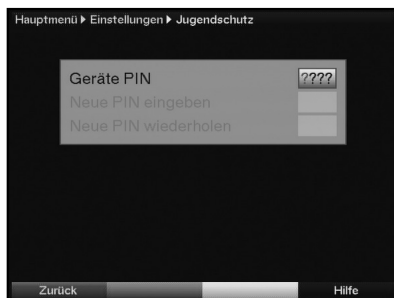 Hauptmenü ▶ Einstellungen ▶ Jugendschutz
Geräte PIN ????
Neue PIN eingeben
Neue PIN wiederholen
Zurück Hilfe